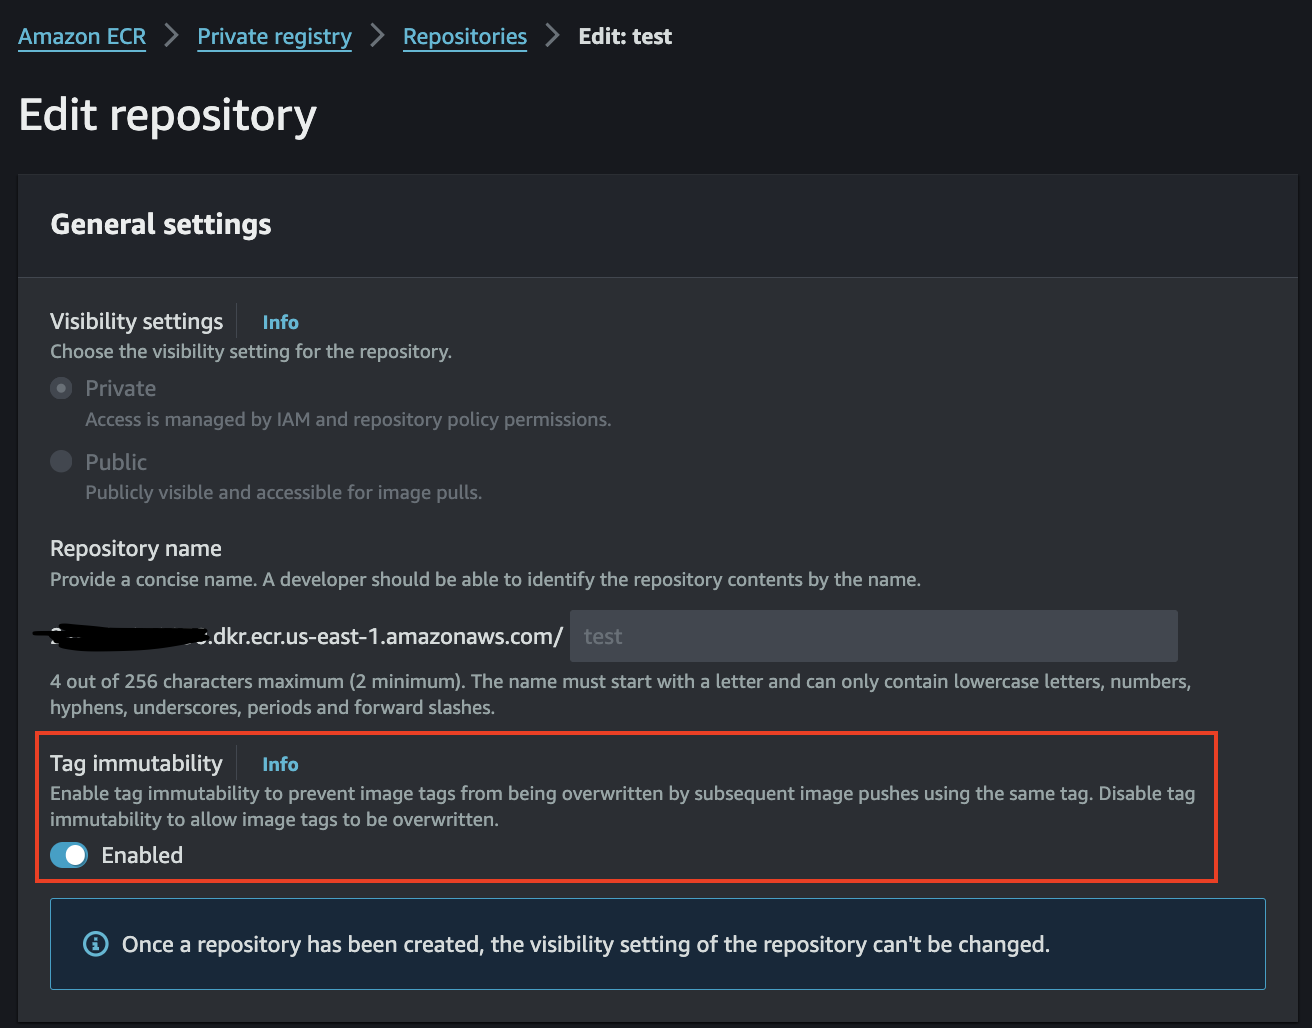 Amazon ECR > Private registry > Repositories > Edit: test
Edit repository
General settings
Visibility settings Info
Choose the visibility setting for the repository.
Private
Access is managed by IAM and repository policy permissions.
Public
Publicly visible and accessible for image pulls.
Repository name
Provide a concise name. A developer should be able to identify the repository contents by the name.
.dkr.ecr.us-east-1.amazonaws.com/ test
4 out of 256 characters maximum (2 minimum). The name must start with a letter and can only contain lowercase letters, numbers,
hyphens, underscores, periods and forward slashes.
Tag immutability Info
Enable tag immutability to prevent image tags from being overwritten by subsequent image pushes using the same tag. Disable tag
immutability to allow image tags to be overwritten.
Enabled
Once a repository has been created, the visibility setting of the repository can't be changed.